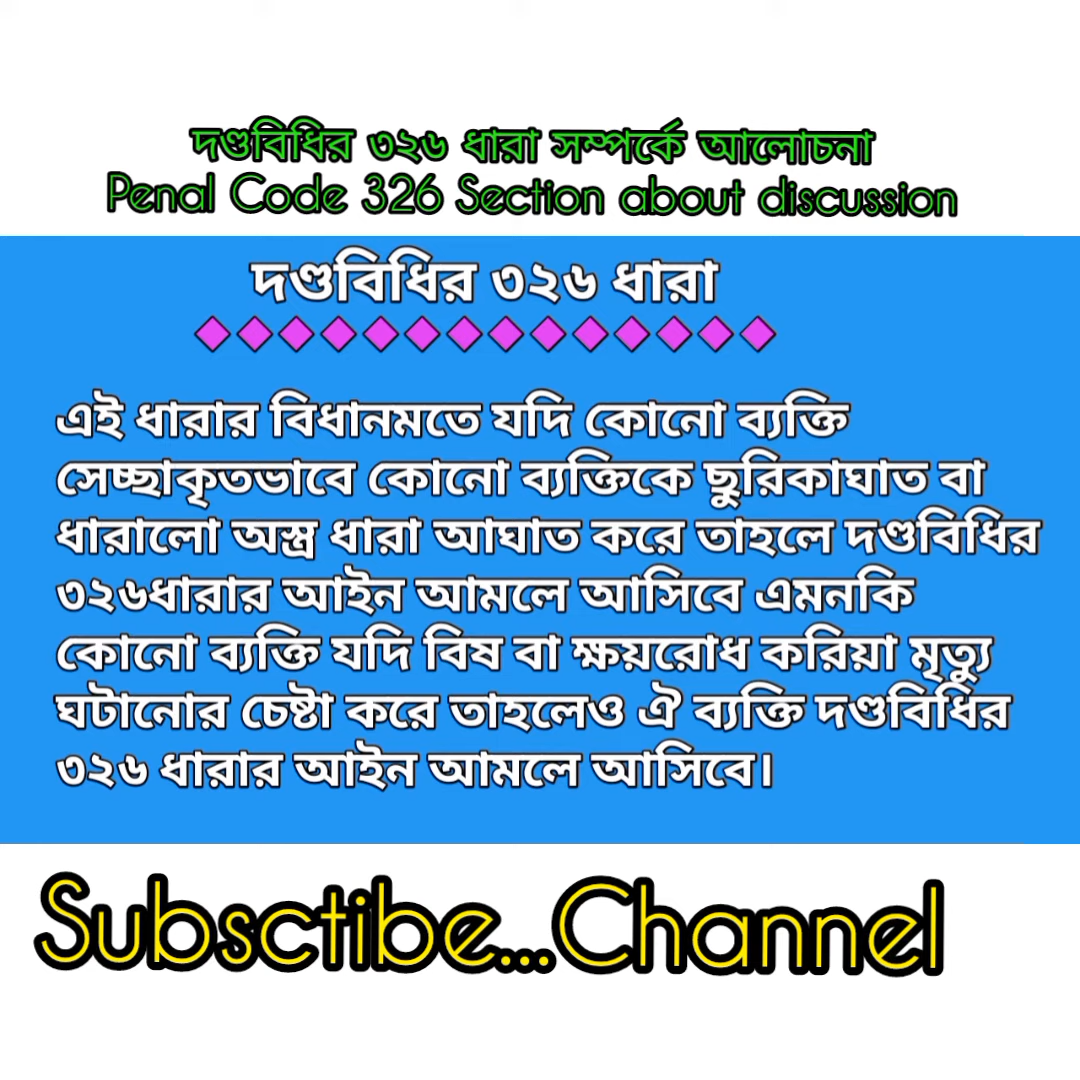 দণ্ডবিধির ৩২৬ ধারা সম্পর্কে আলোচনা
Penal Code 326 Section about discussion
দণ্ডবিধির ৩২৬ ধারা
এই ধারার বিধানমতে যদি কোনো ব্যক্তি
সেচ্ছাকৃতভাবে কোনো ব্যক্তিকে ছুরিকাঘাত বা
ধারালো অস্ত্র ধারা আঘাত করে তাহলে দণ্ডবিধির
৩২৬ধারার আইন আমলে আসিবে এমনকি
কোনো ব্যক্তি যদি বিষ বা ক্ষয়রোধ করিয়া মৃত্যু
ঘটানোর চেষ্টা করে তাহলেও ঐ ব্যক্তি দণ্ডবিধির
৩২৬ ধারার আইন আমলে আসিবে।
Subsctibe...Channel